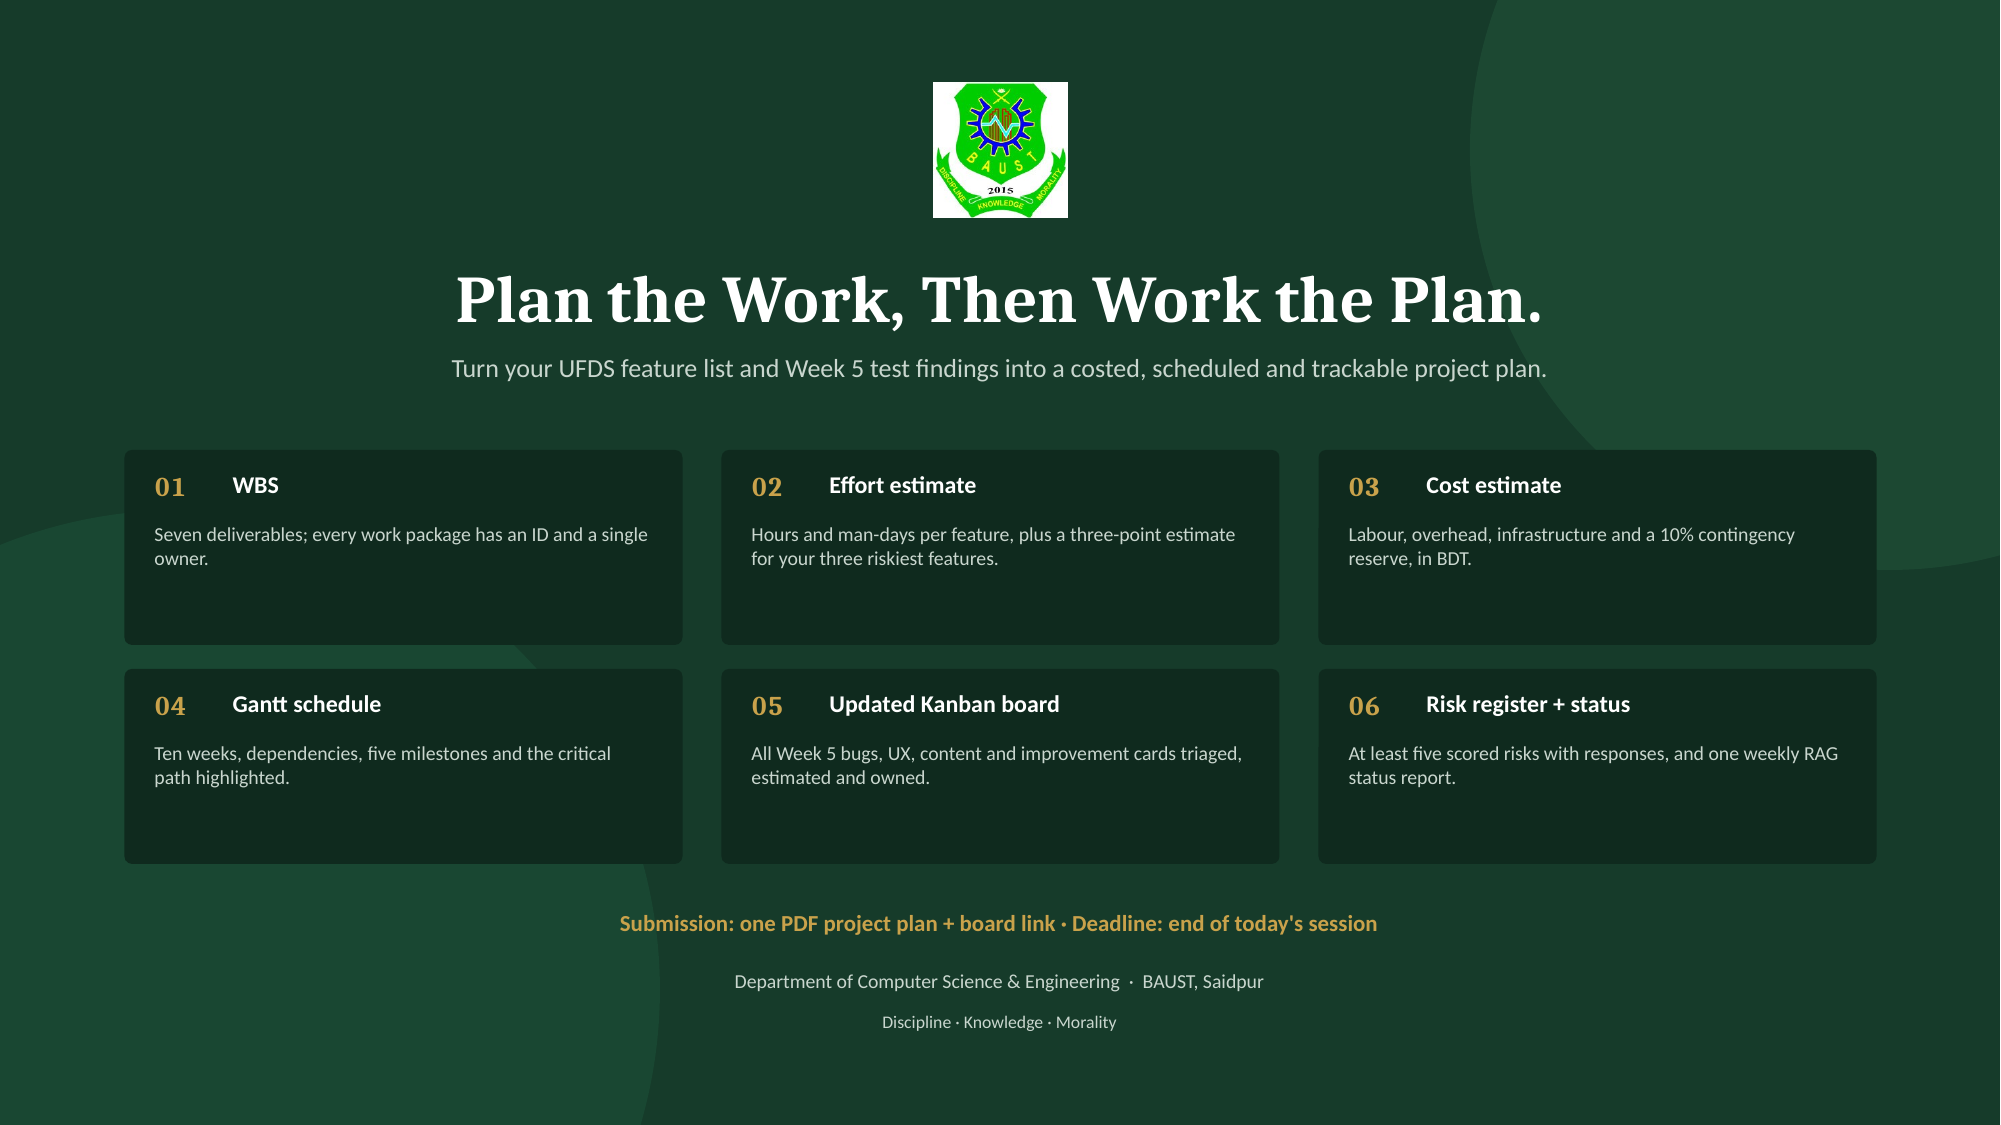 BAUST
2015
DISCIPLINE
KNOWLEDGE
MORALITY
Plan the Work, Then Work the Plan.
Turn your UFDS feature list and Week 5 test findings into a costed, scheduled and trackable project plan.
01 WBS
Seven deliverables; every work package has an ID and a single
owner.
02 Effort estimate
Hours and man-days per feature, plus a three-point estimate
for your three riskiest features.
03 Cost estimate
Labour, overhead, infrastructure and a 10% contingency
reserve, in BDT.
04 Gantt schedule
Ten weeks, dependencies, five milestones and the critical
path highlighted.
05 Updated Kanban board
All Week 5 bugs, UX, content and improvement cards triaged,
estimated and owned.
06 Risk register + status
At least five scored risks with responses, and one weekly RAG
status report.
Submission: one PDF project plan + board link · Deadline: end of today's session
Department of Computer Science & Engineering · BAUST, Saidpur
Discipline · Knowledge · Morality